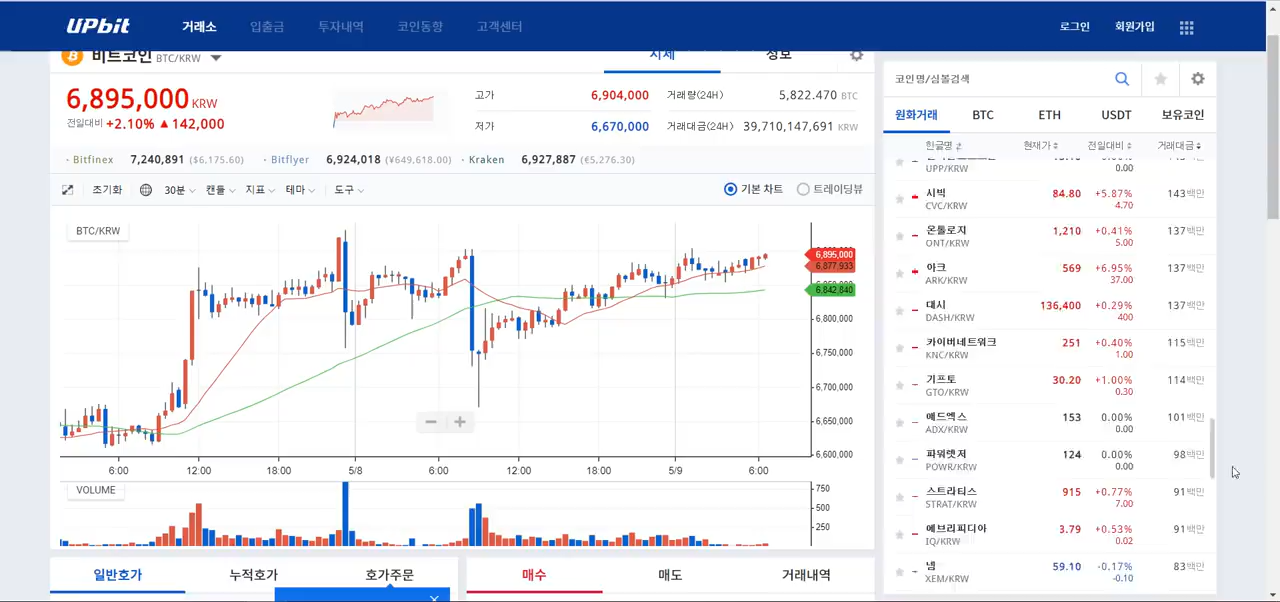 UPbit 거래소 입출금 투자내역 코인동향 고객센터 로그인 회원가입
비트코인 BTC/KRW 시세 정보
6,895,000 KRW
전일대비 +2.10% ▲ 142,000
고가 6,904,000 거래량(24H) 5,822.470 BTC
저가 6,670,000 거래대금(24H) 39,710,147,691 KRW
· Bitfinex 7,240,891 ($6,175.60) · Bitflyer 6,924,018 (¥649,618.00) · Kraken 6,927,887 (€5,276.30)
초기화 30분 캔들 지표 테마 도구 기본 차트 트레이딩뷰
BTC/KRW
6,895,000
6,877,933
6,842,840
6,800,000
6,750,000
6,700,000
6,650,000
6,600,000
6:00 12:00 18:00 5/8 6:00 12:00 18:00 5/9 6:00
VOLUME
750
500
250
일반호가 누적호가 호가주문 매수 매도 거래내역
코인명/심볼검색
원화거래 BTC ETH USDT 보유코인
한글명 현재가 전일대비 거래대금
UPP/KRW 0.00
시빅 84.80 +5.87% 143백만
CVC/KRW 4.70
온톨로지 1,210 +0.41% 137백만
ONT/KRW 5.00
아크 569 +6.95% 137백만
ARK/KRW 37.00
대시 136,400 +0.29% 137백만
DASH/KRW 400
카이버네트워크 251 +0.40% 115백만
KNC/KRW 1.00
기프토 30.20 +1.00% 114백만
GTO/KRW 0.30
애드엑스 153 0.00% 101백만
ADX/KRW 0.00
파워렛저 124 0.00% 98백만
POWR/KRW 0.00
스트라티스 915 +0.77% 91백만
STRAT/KRW 7.00
에브리피디아 3.79 +0.53% 91백만
IQ/KRW 0.02
넴 59.10 -0.17% 83백만
XEM/KRW -0.10